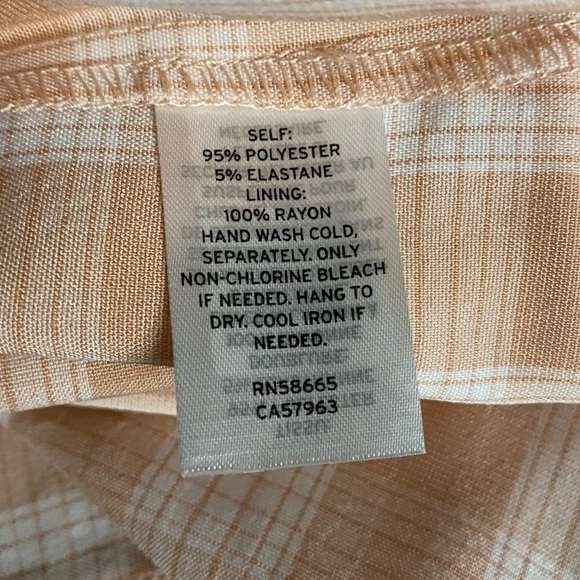 SELF:
95% POLYESTER
5% ELASTANE
LINING:
100% RAYON
HAND WASH COLD,
SEPARATELY. ONLY
NON-CHLORINE BLEACH
IF NEEDED. HANG TO
DRY. COOL IRON IF
NEEDED.
RN58665
CA57963